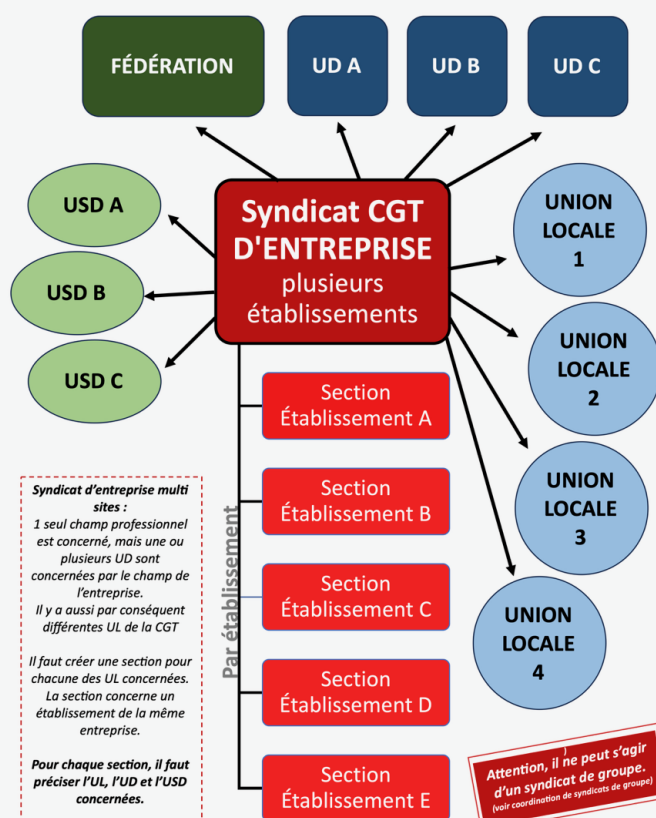 FÉDÉRATION
UD A
UD B
UD C
USD A
USD B
USD C
Syndicat CGT
D'ENTREPRISE
plusieurs
établissements
UNION
LOCALE
1
UNION
LOCALE
2
UNION
LOCALE
3
UNION
LOCALE
4
Par établissement
Section
Établissement A
Section
Établissement B
Section
Établissement C
Section
Établissement D
Section
Établissement E
Syndicat d'entreprise multi
sites :
1 seul champ professionnel
est concerné, mais une ou
plusieurs UD sont
concernées par le champ de
l'entreprise.
Il y a aussi par conséquent
différentes UL de la CGT
Il faut créer une section pour
chacune des UL concernées.
La section concerne un
établissement de la même
entreprise.
Pour chaque section, il faut
préciser l'UL, l'UD et l'USD
concernées.
)
Attention, il ne peut s'agir
d'un syndicat de groupe.
(voir coordination de syndicats de groupe)